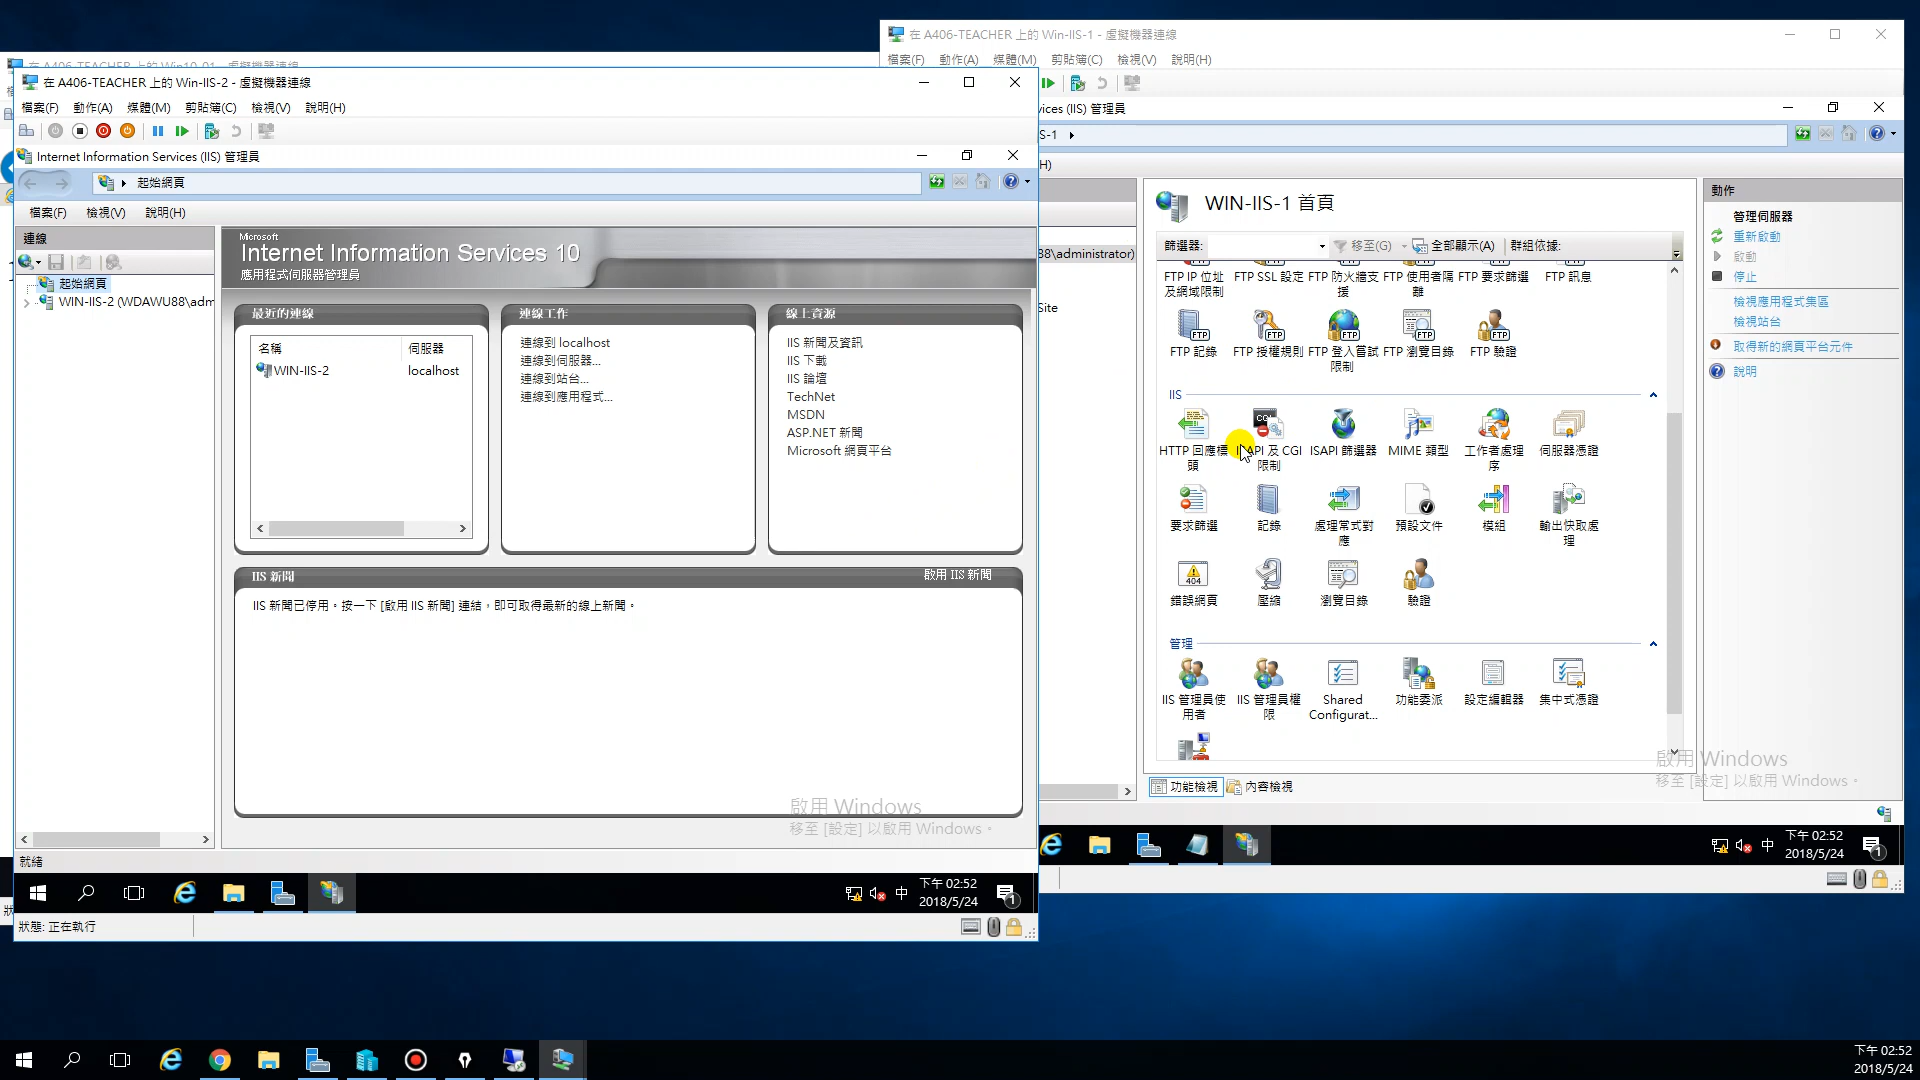 在 A406-TEACHER 上的 Win-IIS-1 - 虛擬機器連線
檔案(F) 動作(A) 媒體(M) 剪貼簿(C) 檢視(V) 說明(H)
在 A406-TEACHER 上的 Win-IIS-2 - 虛擬機器連線
檔案(F) 動作(A) 媒體(M) 剪貼簿(C) 檢視(V) 說明(H)
Internet Information Services (IIS) 管理員
起始網頁
檔案(F) 檢視(V) 說明(H)
連線
起始網頁
WIN-IIS-2 (WDAWU88\adm
Microsoft
Internet Information Services 10
應用程式伺服器管理員
最近的連線
名稱 伺服器
WIN-IIS-2 localhost
連線工作
連線到 localhost
連線到伺服器...
連線到站台...
連線到應用程式...
線上資源
IIS 新聞及資訊
IIS 下載
IIS 論壇
TechNet
MSDN
ASP.NET 新聞
Microsoft 網頁平台
IIS 新聞 啟用 IIS 新聞
IIS 新聞已停用。按一下 [啟用 IIS 新聞] 連結，即可取得最新的線上新聞。
啟用 Windows
移至 [設定] 以啟用 Windows。
就緒
中 下午 02:52
2018/5/24
1
狀態: 正在執行
vices (IIS) 管理員
S-1
H)
88\administrator)
Site
WIN-IIS-1 首頁
篩選器: 移至(G) 全部顯示(A) 群組依據:
FTP IP 位址及網域限制 FTP SSL 設定 FTP 防火牆支援 FTP 使用者隔離 FTP 要求篩選 FTP 訊息
FTP 記錄 FTP 授權規則 FTP 登入嘗試限制 FTP 瀏覽目錄 FTP 驗證
IIS
HTTP 回應標頭 ISAPI 及 CGI 限制 ISAPI 篩選器 MIME 類型 工作者處理序 伺服器憑證
要求篩選 記錄 處理常式對應 預設文件 模組 輸出快取處理
404
錯誤網頁 壓縮 瀏覽目錄 驗證
管理
IIS 管理員使用者 IIS 管理員權限 Shared Configurat... 功能委派 設定編輯器 集中式憑證
功能檢視 內容檢視
動作
管理伺服器
重新啟動
啟動
停止
檢視應用程式集區
檢視站台
取得新的網頁平台元件
說明
啟用 Windows
移至 [設定] 以啟用 Windows。
中 下午 02:52
2018/5/24
1
下午 02:52
2018/5/24